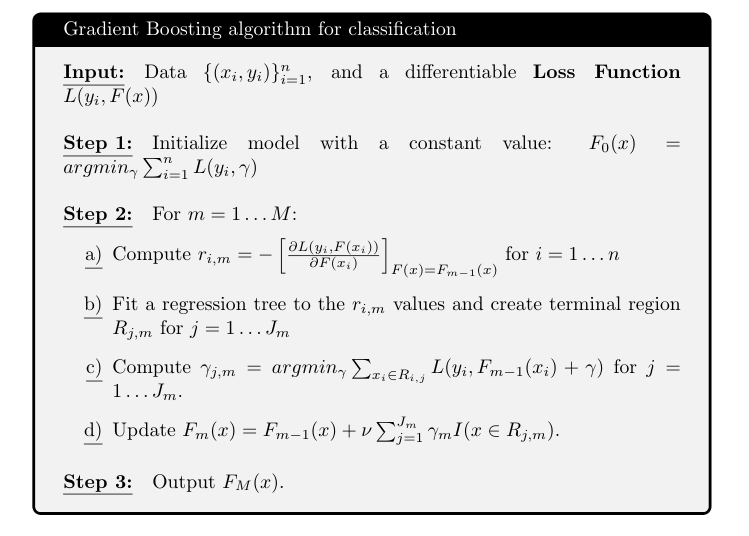 Gradient Boosting algorithm for classification
Input: Data $\{(x_i, y_i)\}_{i=1}^{n}$, and a differentiable Loss Function
$L(y_i, F(x))$
Step 1: Initialize model with a constant value: $F_0(x) =$
$argmin_\gamma \sum_{i=1}^{n} L(y_i, \gamma)$
Step 2: For $m = 1 \ldots M$:
a) Compute $r_{i,m} = -\left[\frac{\partial L(y_i, F(x_i))}{\partial F(x_i)}\right]_{F(x)=F_{m-1}(x)}$ for $i = 1 \ldots n$
b) Fit a regression tree to the $r_{i,m}$ values and create terminal region
$R_{j,m}$ for $j = 1 \ldots J_m$
c) Compute $\gamma_{j,m} = argmin_\gamma \sum_{x_i \in R_{i,j}} L(y_i, F_{m-1}(x_i) + \gamma)$ for $j =$
$1 \ldots J_m$.
d) Update $F_m(x) = F_{m-1}(x) + \nu \sum_{j=1}^{J_m} \gamma_m I(x \in R_{j,m})$.
Step 3: Output $F_M(x)$.